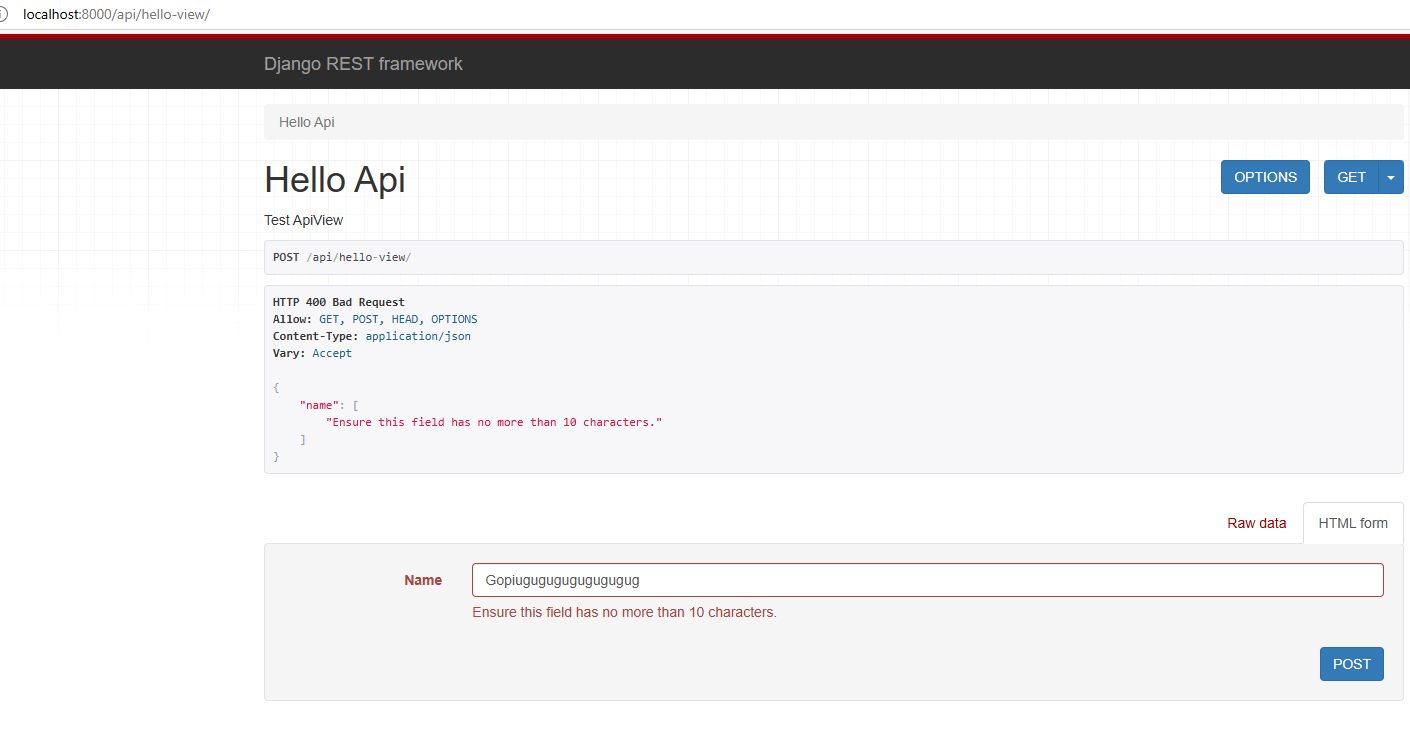 localhost:8000/api/hello-view/
Django REST framework
Hello Api
Hello Api
OPTIONS
GET
Test ApiView
POST /api/hello-view/
HTTP 400 Bad Request
Allow: GET, POST, HEAD, OPTIONS
Content-Type: application/json
Vary: Accept
{
"name": [
"Ensure this field has no more than 10 characters."
]
}
Raw data
HTML form
Name
Gopiugugugugugugugug
Ensure this field has no more than 10 characters.
POST